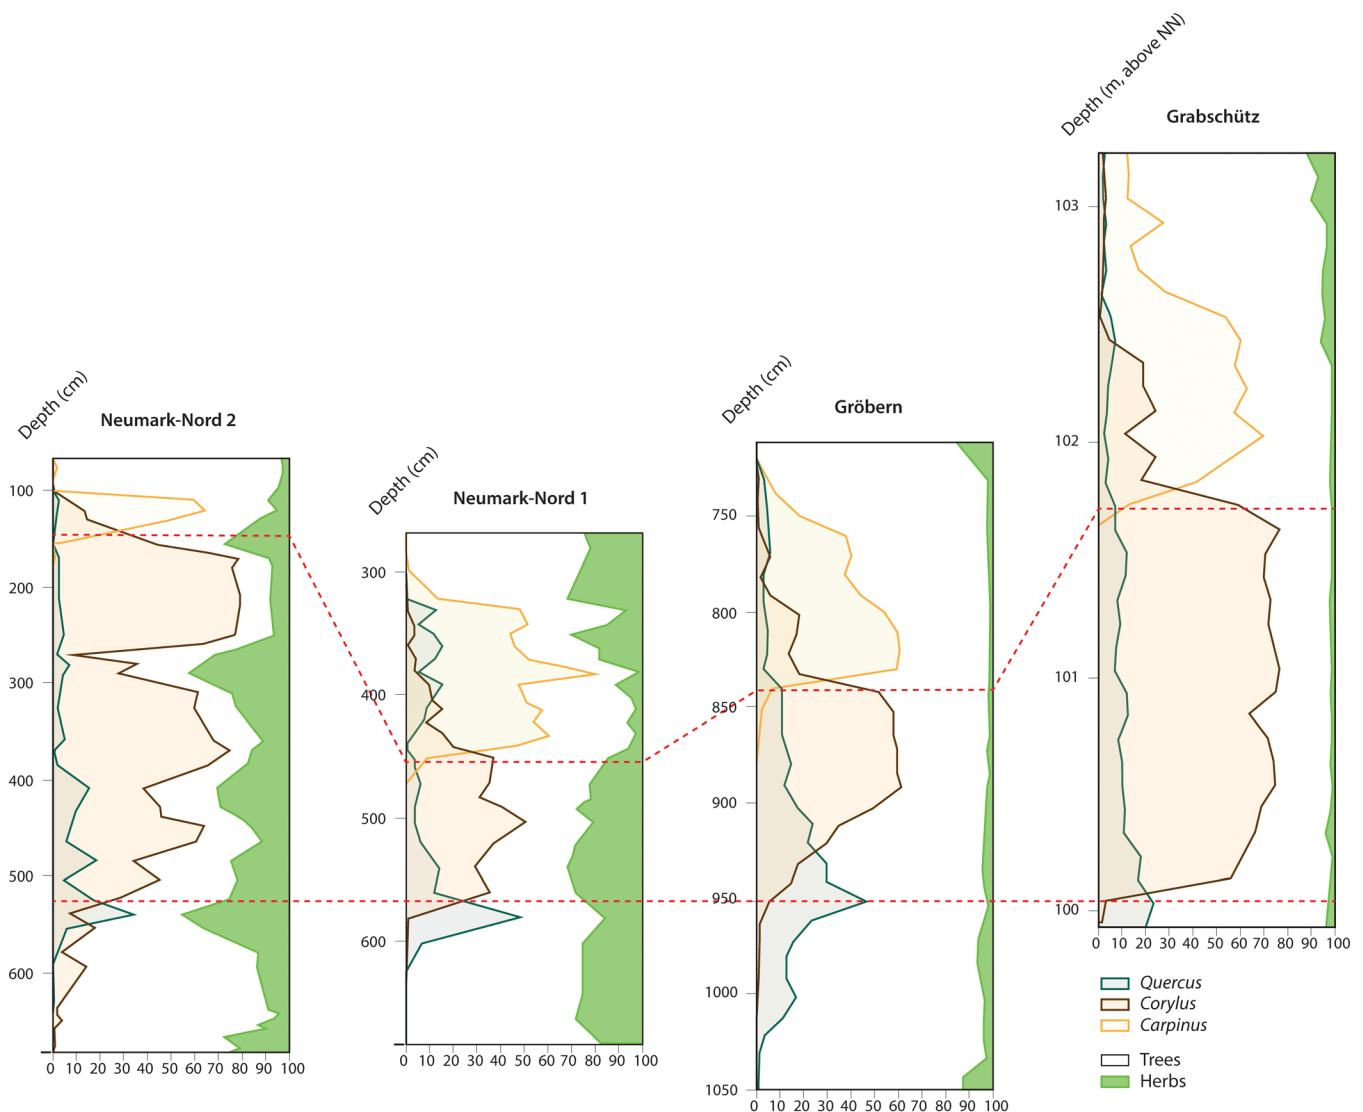 Depth (m, above NN)
Grabschütz
103
102
101
100
0 10 20 30 40 50 60 70 80 90 100
Depth (cm)
Gröbern
750
800
850
900
950
1000
1050
0 10 20 30 40 50 60 70 80 90 100
Depth (cm)
Neumark-Nord 2
100
200
300
400
500
600
0 10 20 30 40 50 60 70 80 90 100
Depth (cm)
Neumark-Nord 1
300
400
500
600
0 10 20 30 40 50 60 70 80 90 100
Quercus
Corylus
Carpinus
Trees
Herbs